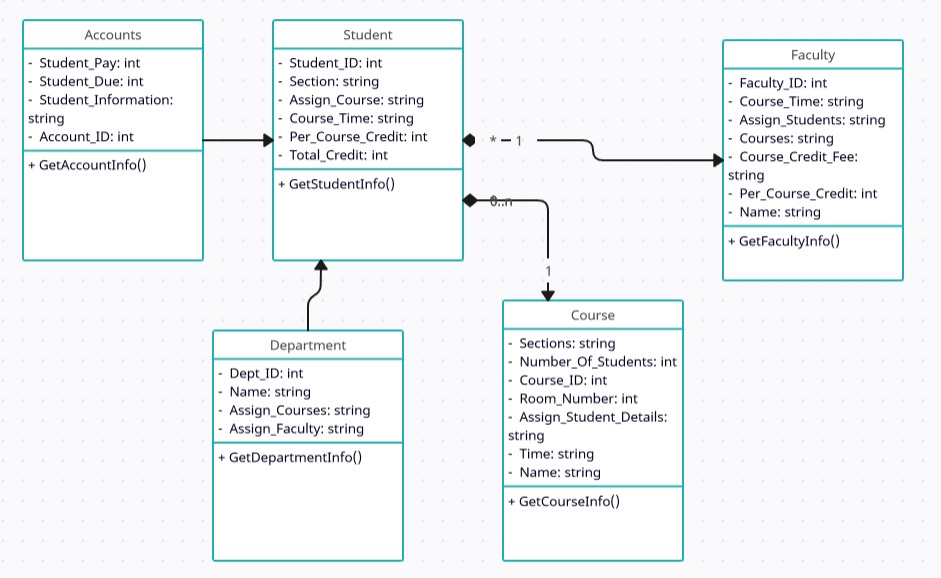 Accounts
- Student_Pay: int
- Student_Due: int
- Student_Information:
string
- Account_ID: int
+ GetAccountInfo()
Student
- Student_ID: int
- Section: string
- Assign_Course: string
- Course_Time: string
- Per_Course_Credit: int
- Total_Credit: int
+ GetStudentInfo()
* – 1
0..n
1
Faculty
- Faculty_ID: int
- Course_Time: string
- Assign_Students: string
- Courses: string
- Course_Credit_Fee:
string
- Per_Course_Credit: int
- Name: string
+ GetFacultyInfo()
Department
- Dept_ID: int
- Name: string
- Assign_Courses: string
- Assign_Faculty: string
+ GetDepartmentInfo()
Course
- Sections: string
- Number_Of_Students: int
- Course_ID: int
- Room_Number: int
- Assign_Student_Details:
string
- Time: string
- Name: string
+ GetCourseInfo()